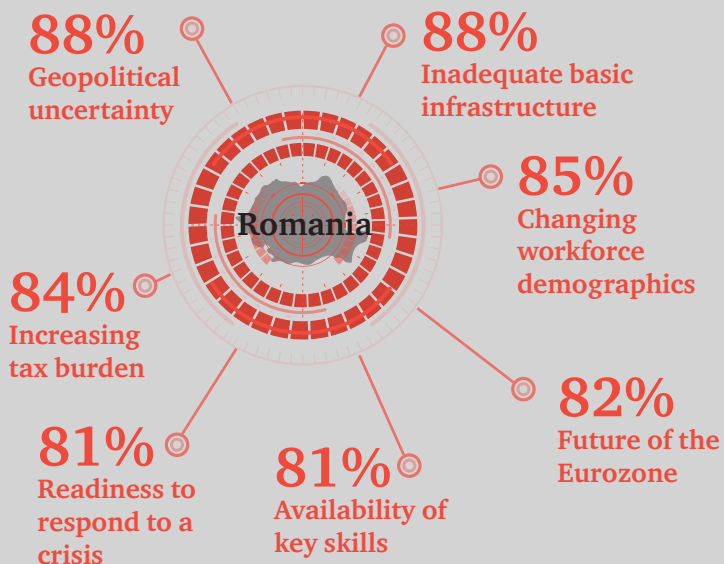 88%
Geopolitical
uncertainty
88%
Inadequate basic
infrastructure
85%
Changing
workforce
demographics
Romania
84%
Increasing
tax burden
82%
Future of the
Eurozone
81%
Readiness to
respond to a
crisis
81%
Availability of
key skills